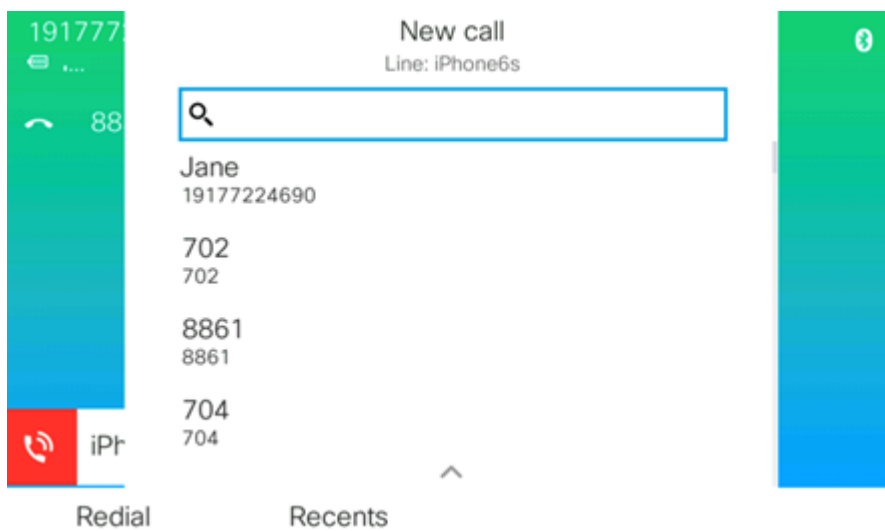 191777
,...
88
New call
Line: iPhone6s
Jane
19177224690
702
702
8861
8861
704
704
iPh
Redial
Recents